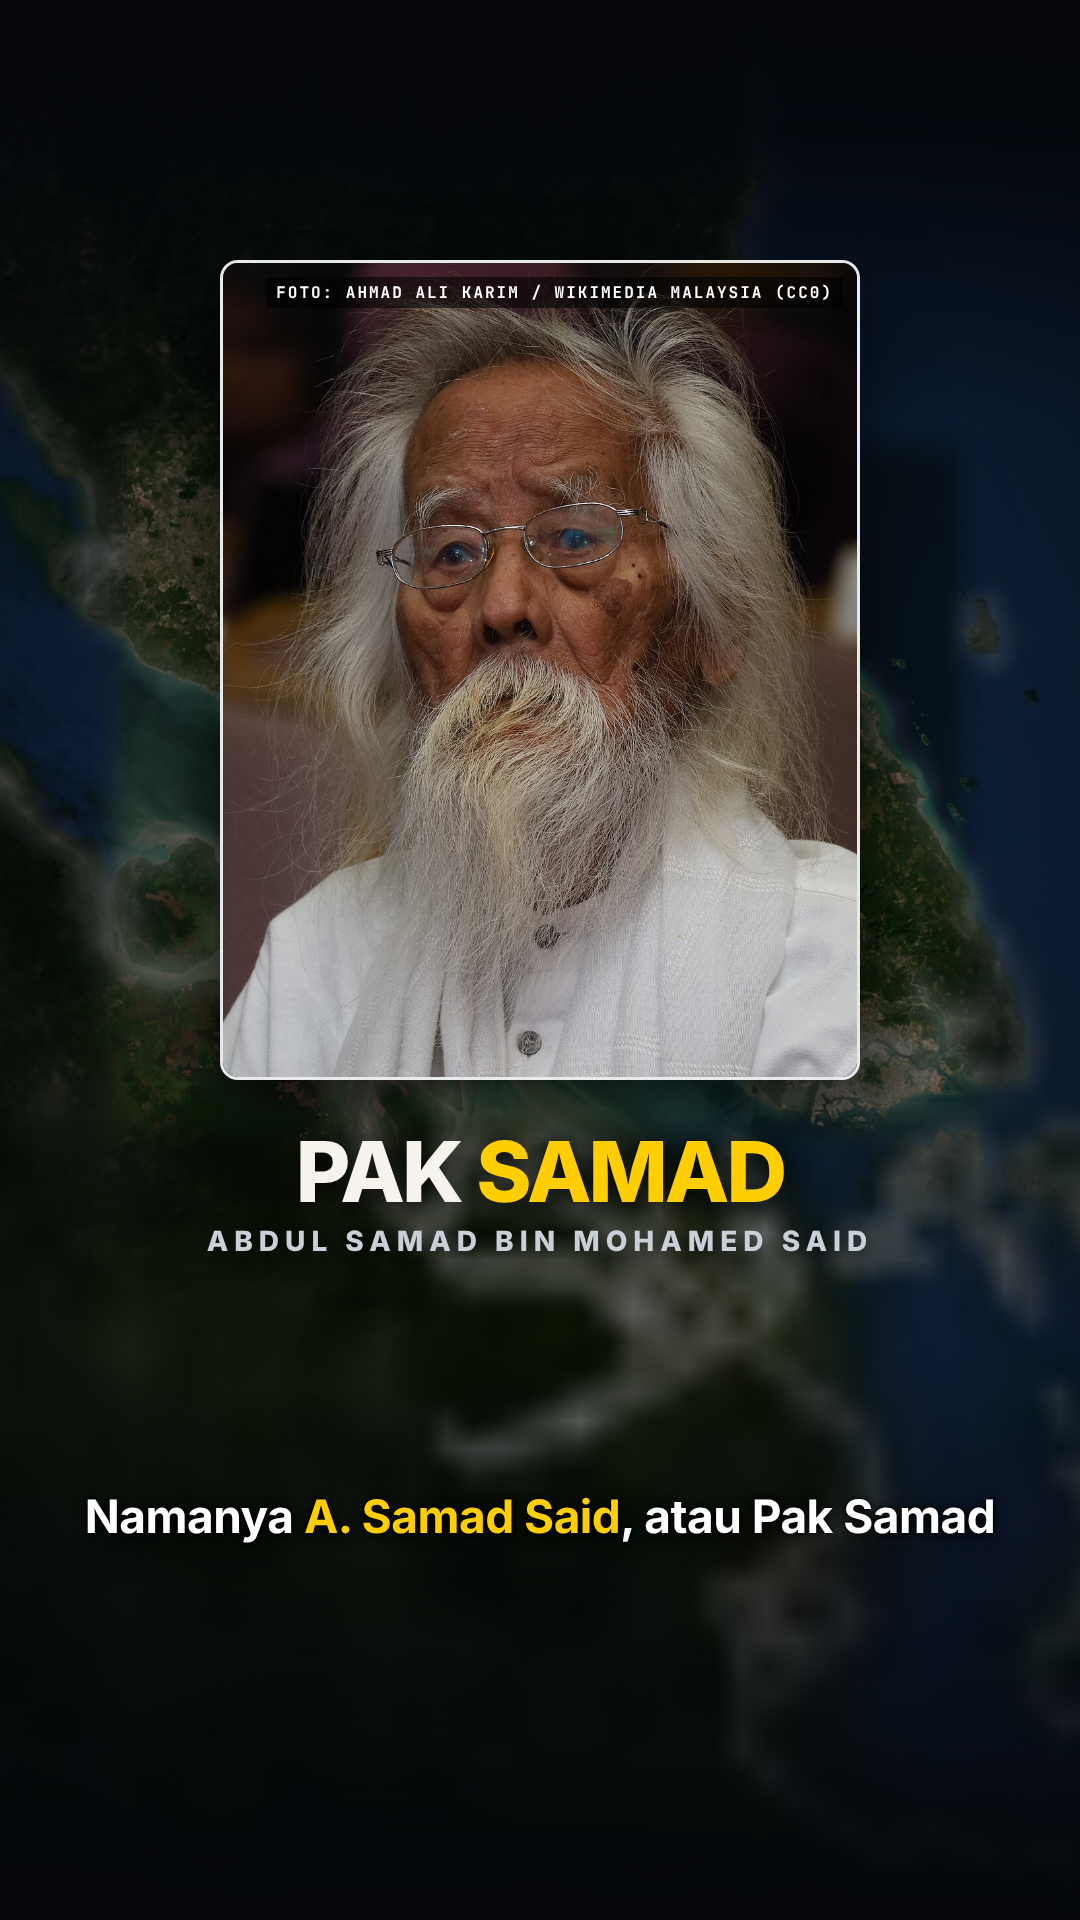 FOTO: AHMAD ALI KARIM / WIKIMEDIA MALAYSIA (CC0)
PAK SAMAD
ABDUL SAMAD BIN MOHAMED SAID
Namanya A. Samad Said, atau Pak Samad